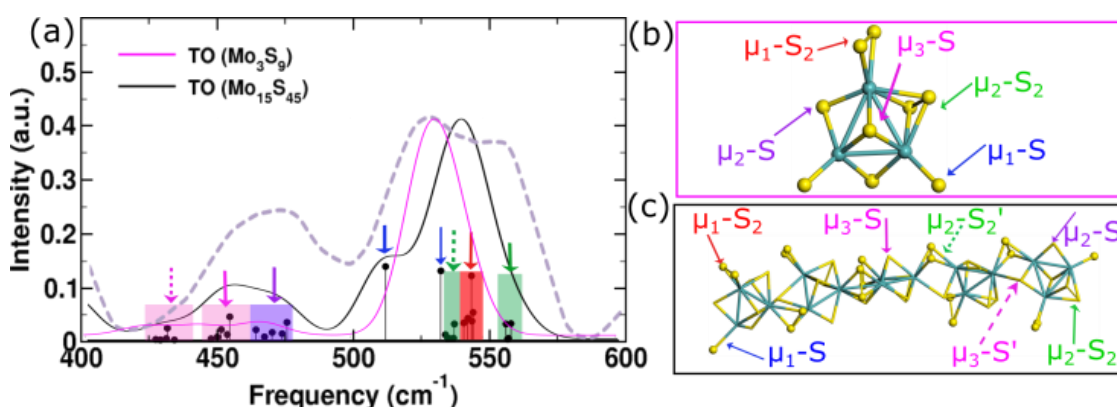 (a)
TO (Mo₃S₉)
TO (Mo₁₅S₄₅)
Intensity (a.u.)
0.5
0.4
0.3
0.2
0.1
0
400 450 500 550 600
Frequency (cm⁻¹)
(b)
μ₁-S₂
μ₃-S
μ₂-S₂
μ₂-S
μ₁-S
(c)
μ₁-S₂
μ₃-S
μ₂-S₂'
μ₂-S
μ₁-S
μ₃-S'
μ₂-S₂